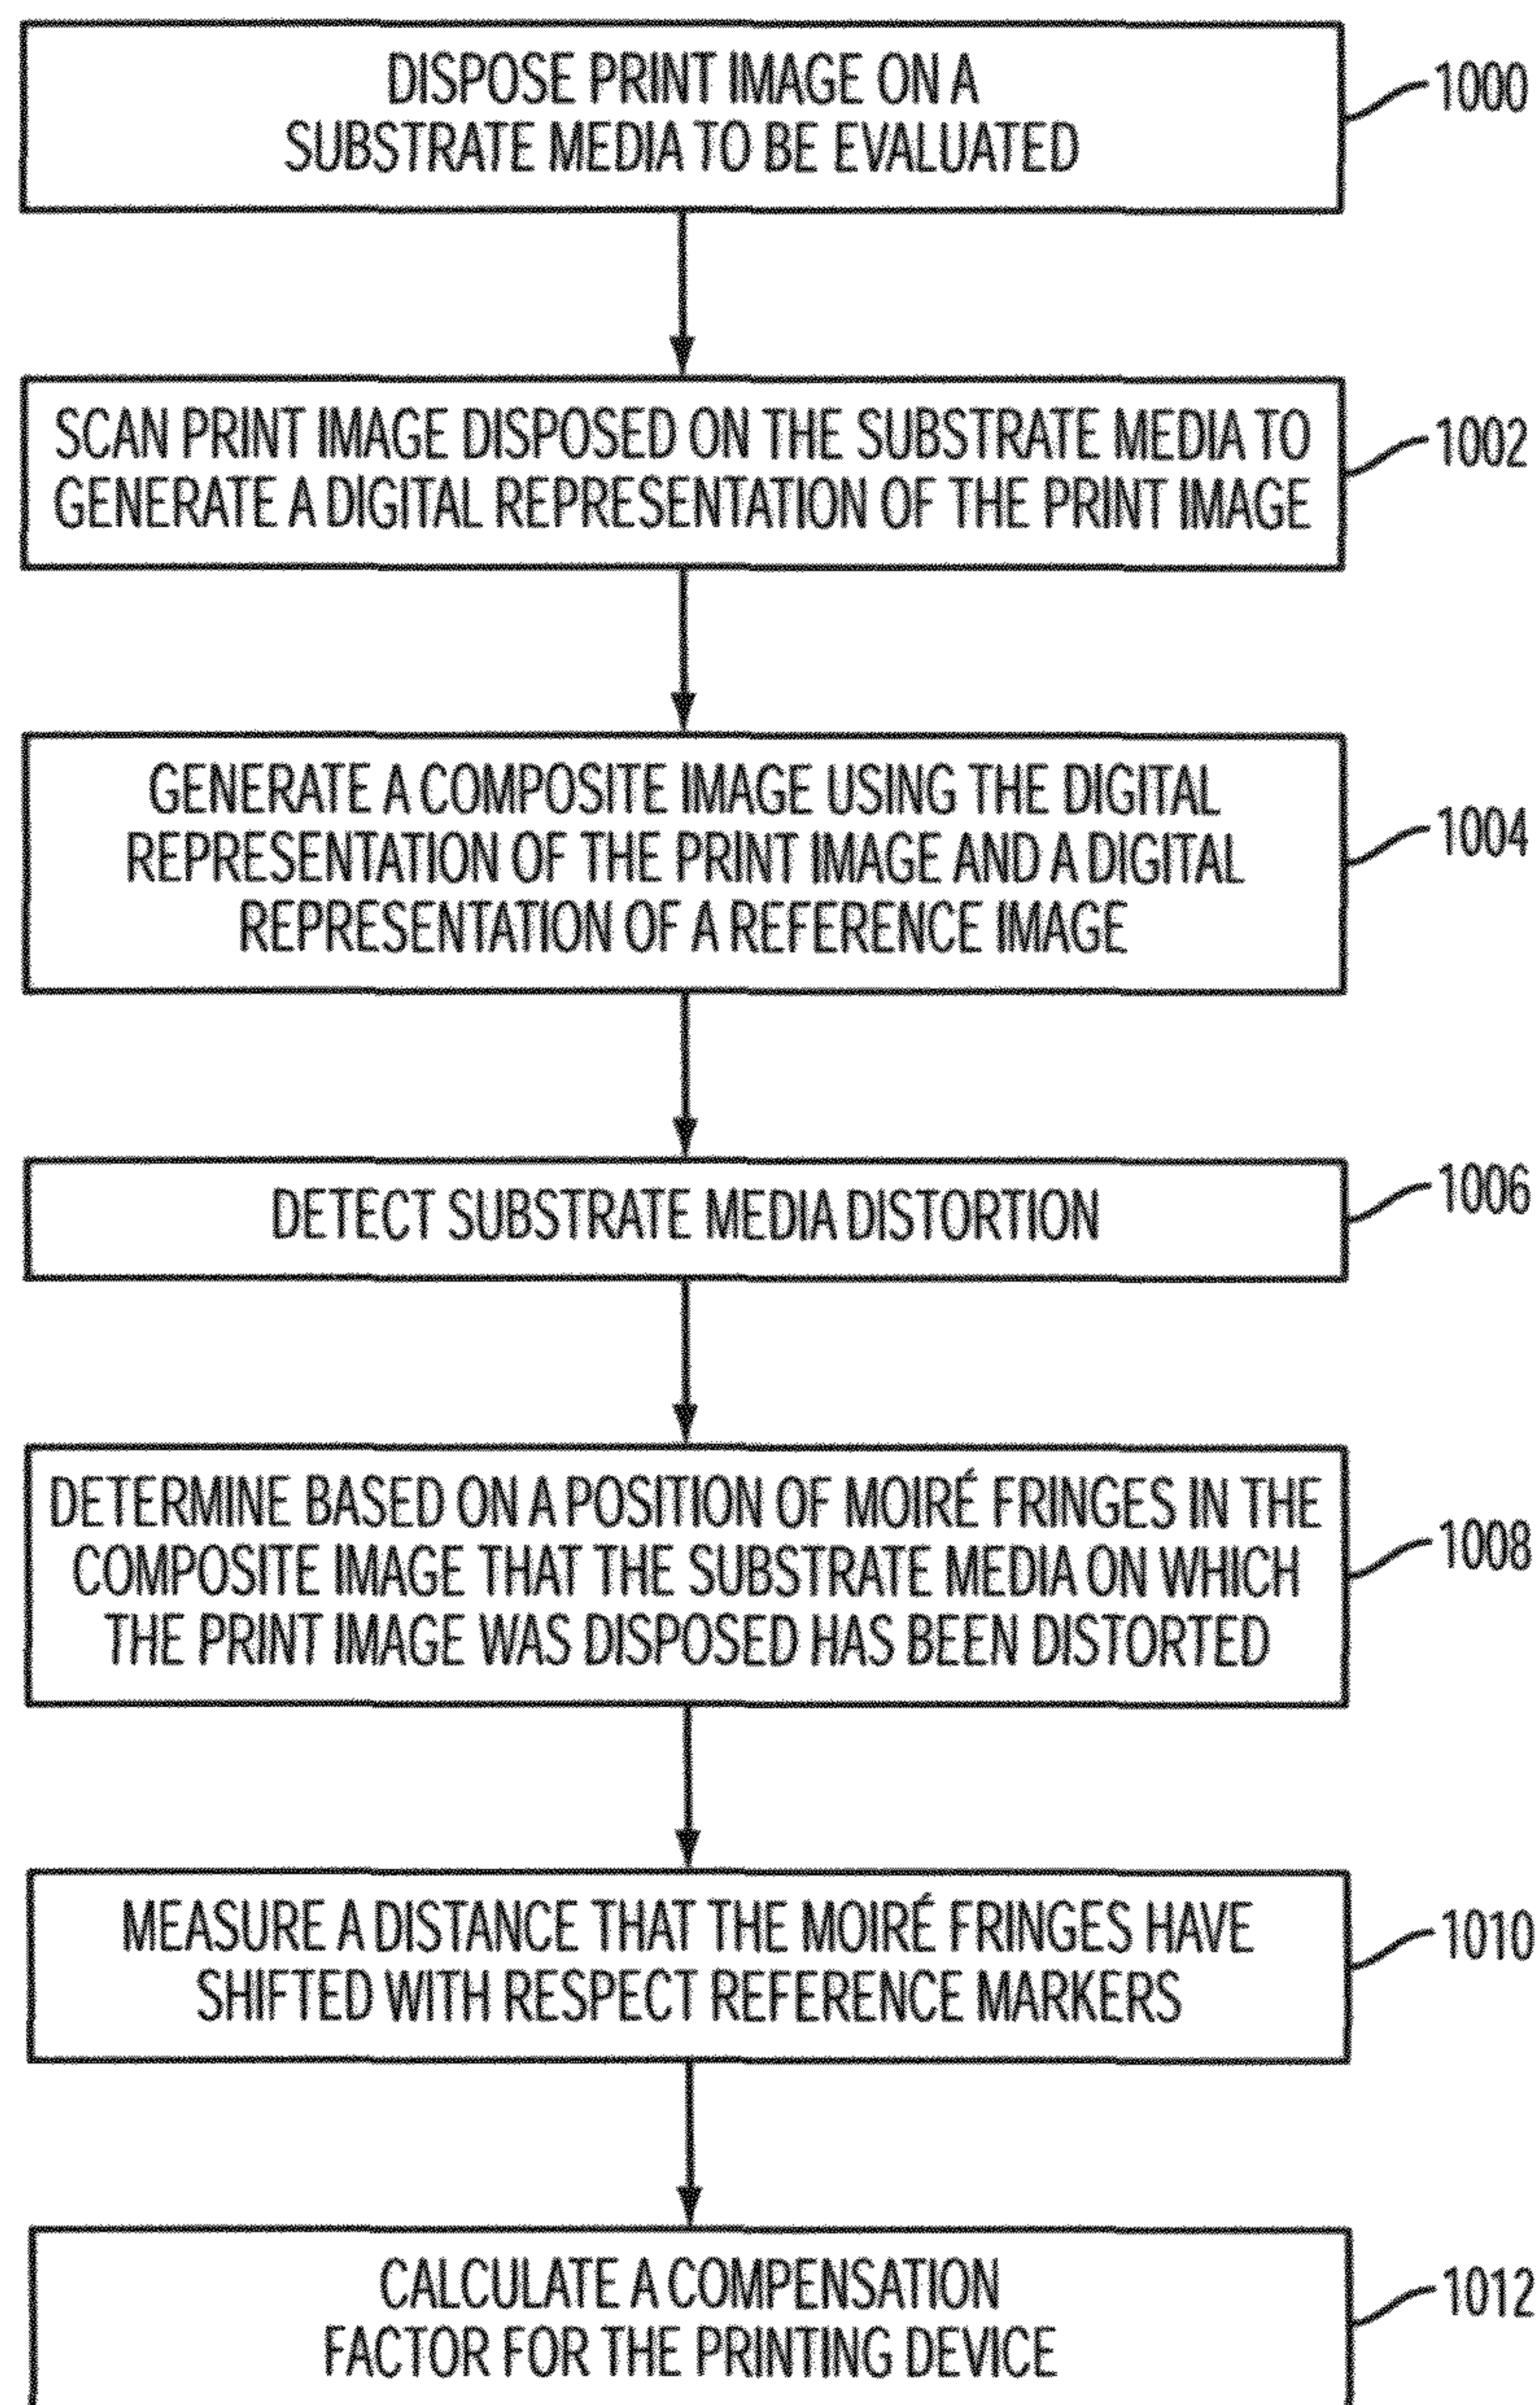 DISPOSE PRINT IMAGE ON A
SUBSTRATE MEDIA TO BE EVALUATED
1000
SCAN PRINT IMAGE DISPOSED ON THE SUBSTRATE MEDIA TO
GENERATE A DIGITAL REPRESENTATION OF THE PRINT IMAGE
1002
GENERATE A COMPOSITE IMAGE USING THE DIGITAL
REPRESENTATION OF THE PRINT IMAGE AND A DIGITAL
REPRESENTATION OF A REFERENCE IMAGE
1004
DETECT SUBSTRATE MEDIA DISTORTION
1006
DETERMINE BASED ON A POSITION OF MOIRÉ FRINGES IN THE
COMPOSITE IMAGE THAT THE SUBSTRATE MEDIA ON WHICH
THE PRINT IMAGE WAS DISPOSED HAS BEEN DISTORTED
1008
MEASURE A DISTANCE THAT THE MOIRÉ FRINGES HAVE
SHIFTED WITH RESPECT REFERENCE MARKERS
1010
CALCULATE A COMPENSATION
FACTOR FOR THE PRINTING DEVICE
1012